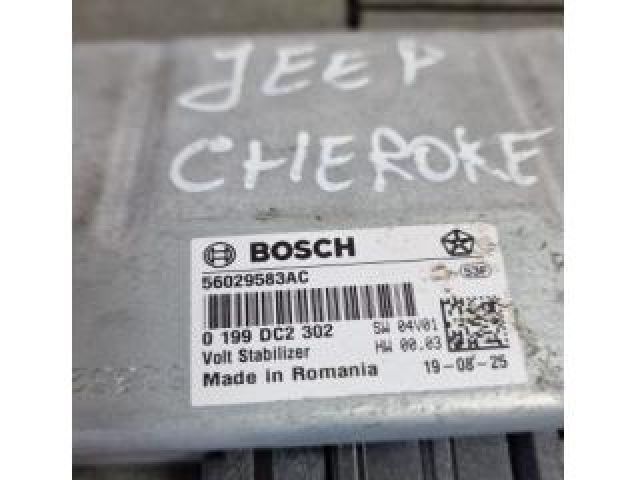 JEEP
CHEROKE
BOSCH
56029583AC
53P
0 199 DC2 302 SW 04V01
Volt Stabilizer HW 00.03
Made in Romania 19-08-25